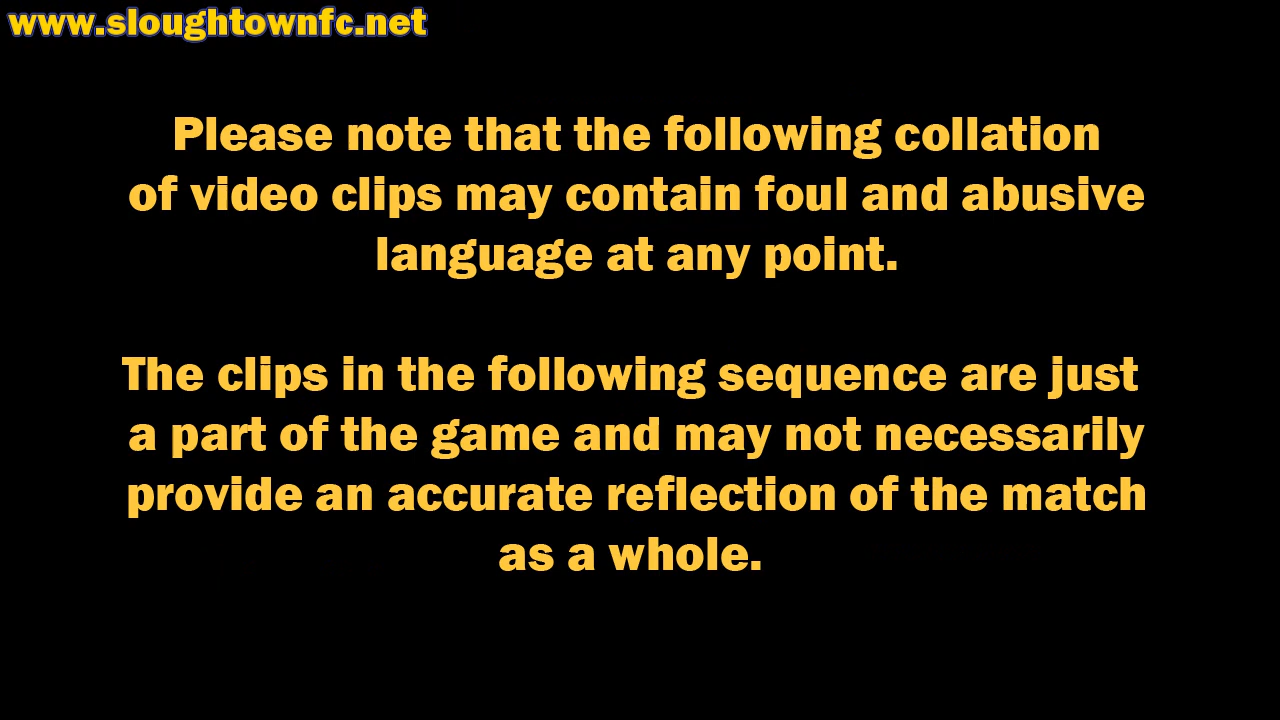 www.sloughtownfc.net
Please note that the following collation
of video clips may contain foul and abusive
language at any point.
The clips in the following sequence are just
a part of the game and may not necessarily
provide an accurate reflection of the match
as a whole.